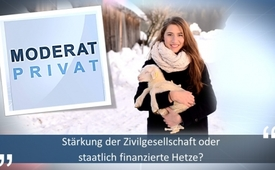 MODERAT
PRIVAT
Stärkung der Zivilgesellschaft oder
staatlich finanzierte Hetze?